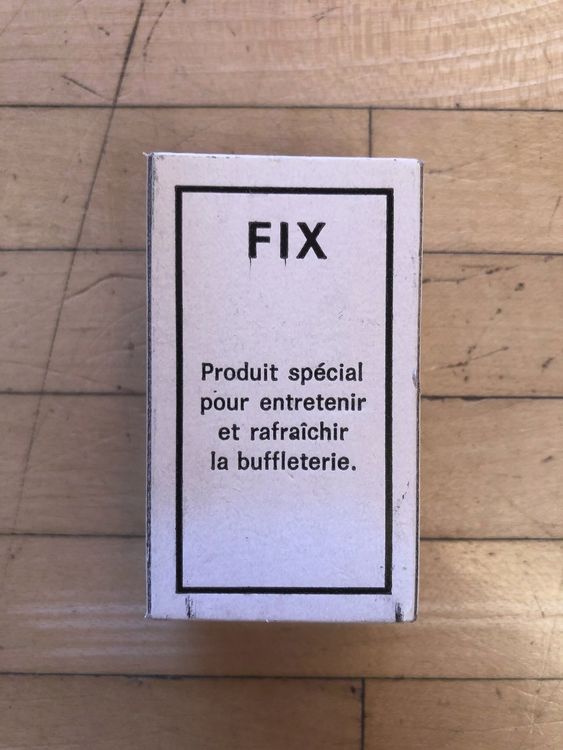 FIX
Produit spécial
pour entretenir
et rafraîchir
la buffleterie.